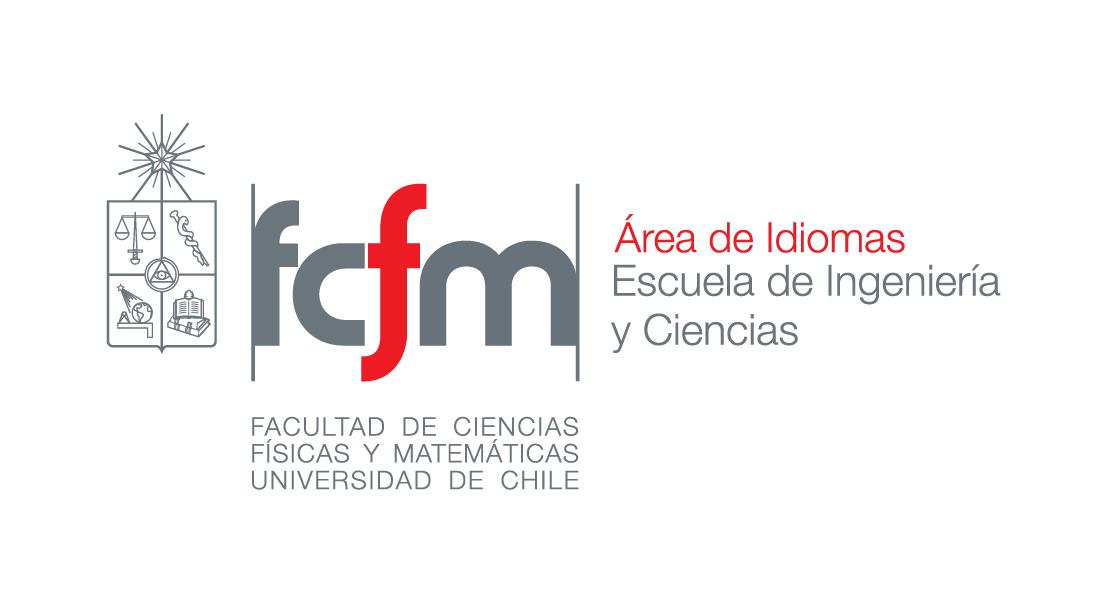 fcfm
Área de Idiomas
Escuela de Ingeniería
y Ciencias
FACULTAD DE CIENCIAS
FÍSICAS Y MATEMÁTICAS
UNIVERSIDAD DE CHILE